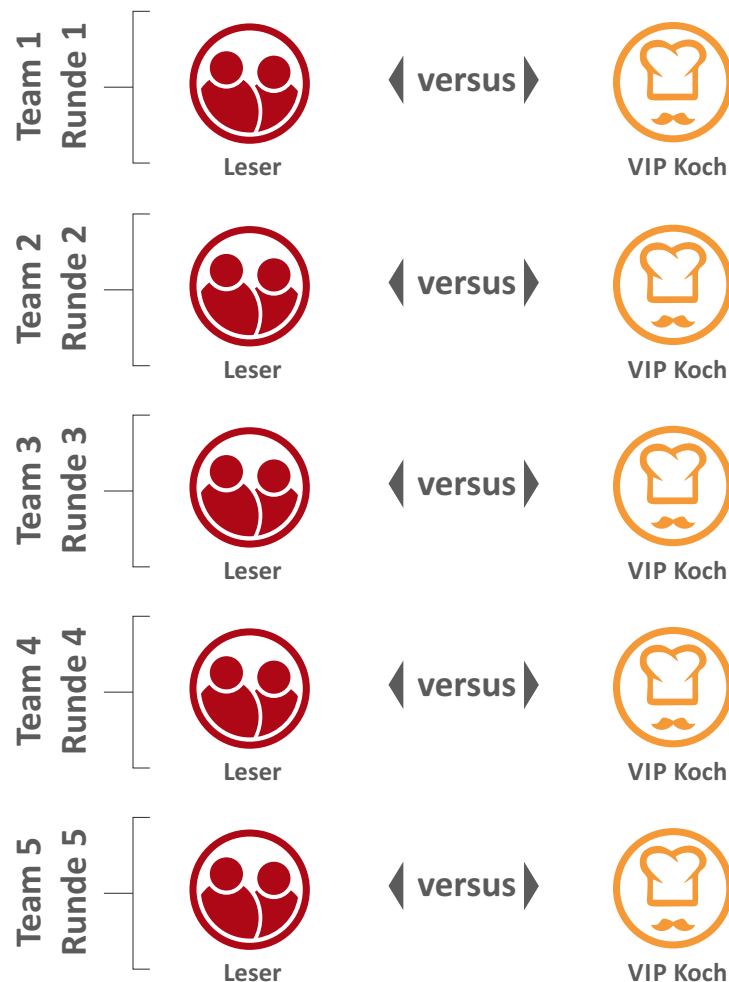 Team 1
Runde 1
versus
Leser
VIP Koch
Team 2
Runde 2
versus
Leser
VIP Koch
Team 3
Runde 3
versus
Leser
VIP Koch
Team 4
Runde 4
versus
Leser
VIP Koch
Team 5
Runde 5
versus
Leser
VIP Koch